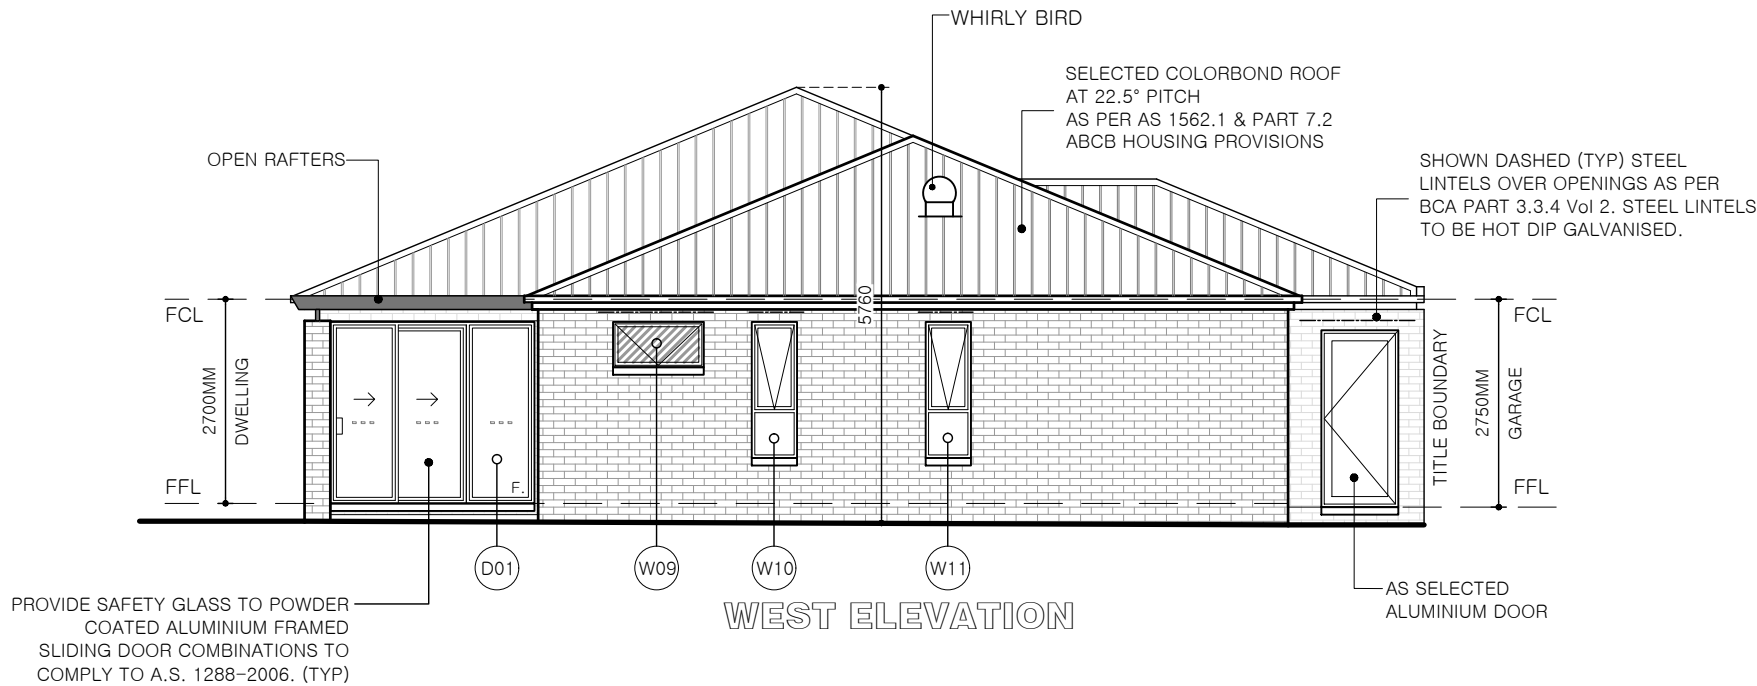 WHIRLY BIRD
SELECTED COLORBOND ROOF
AT 22.5° PITCH
AS PER AS 1562.1 & PART 7.2
ABCB HOUSING PROVISIONS
OPEN RAFTERS
SHOWN DASHED (TYP) STEEL
LINTELS OVER OPENINGS AS PER
BCA PART 3.3.4 Vol 2. STEEL LINTELS
TO BE HOT DIP GALVANISED.
FCL
5760
FCL
2700MM
DWELLING
TITLE BOUNDARY
2750MM
GARAGE
FFL
F.
FFL
D01
W09
W10
W11
PROVIDE SAFETY GLASS TO POWDER
COATED ALUMINIUM FRAMED
SLIDING DOOR COMBINATIONS TO
COMPLY TO A.S. 1288-2006. (TYP)
WEST ELEVATION
AS SELECTED
ALUMINIUM DOOR